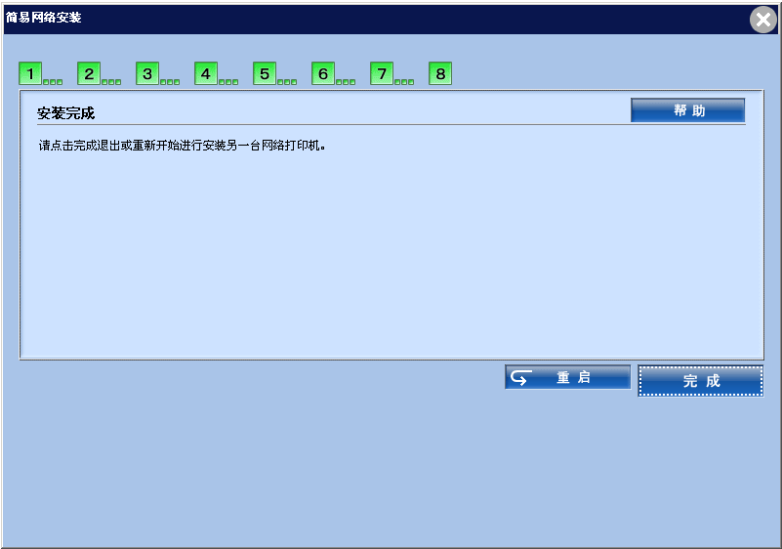 简易网络安装
1 2 3 4 5 6 7 8
安装完成
帮助
请点击完成退出或重新开始进行安装另一台网络打印机。
重启
完成